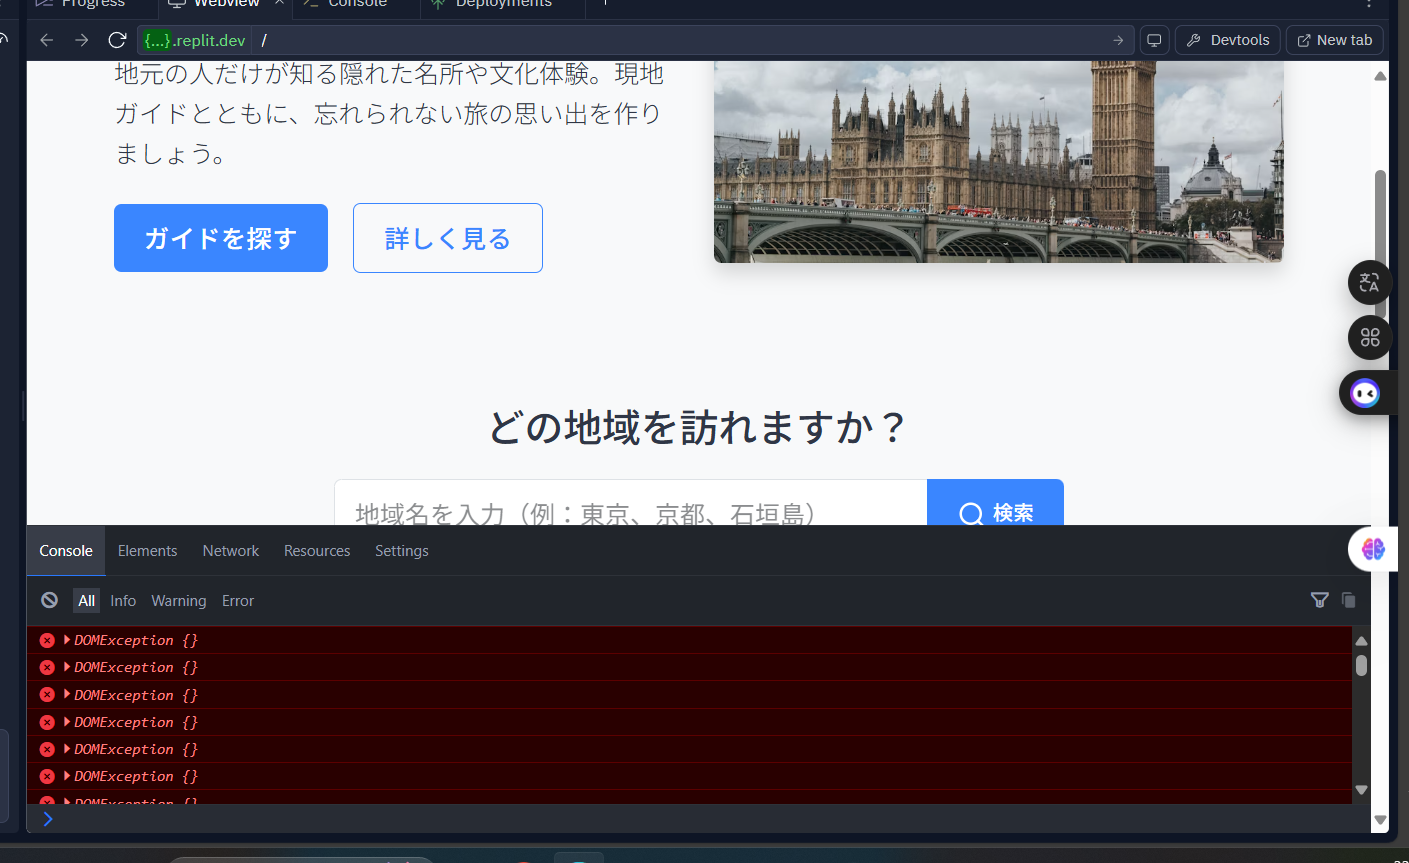 Progress
Webview
Console
Deployments
{...}.replit.dev /
Devtools
New tab
地元の人だけが知る隠れた名所や文化体験。現地
ガイドとともに、忘れられない旅の思い出を作り
ましょう。
ガイドを探す
詳しく見る
どの地域を訪れますか？
地域名を入力（例：東京、京都、石垣島）
検索
Console
Elements
Network
Resources
Settings
All
Info
Warning
Error
DOMException {}
DOMException {}
DOMException {}
DOMException {}
DOMException {}
DOMException {}
DOMException {}